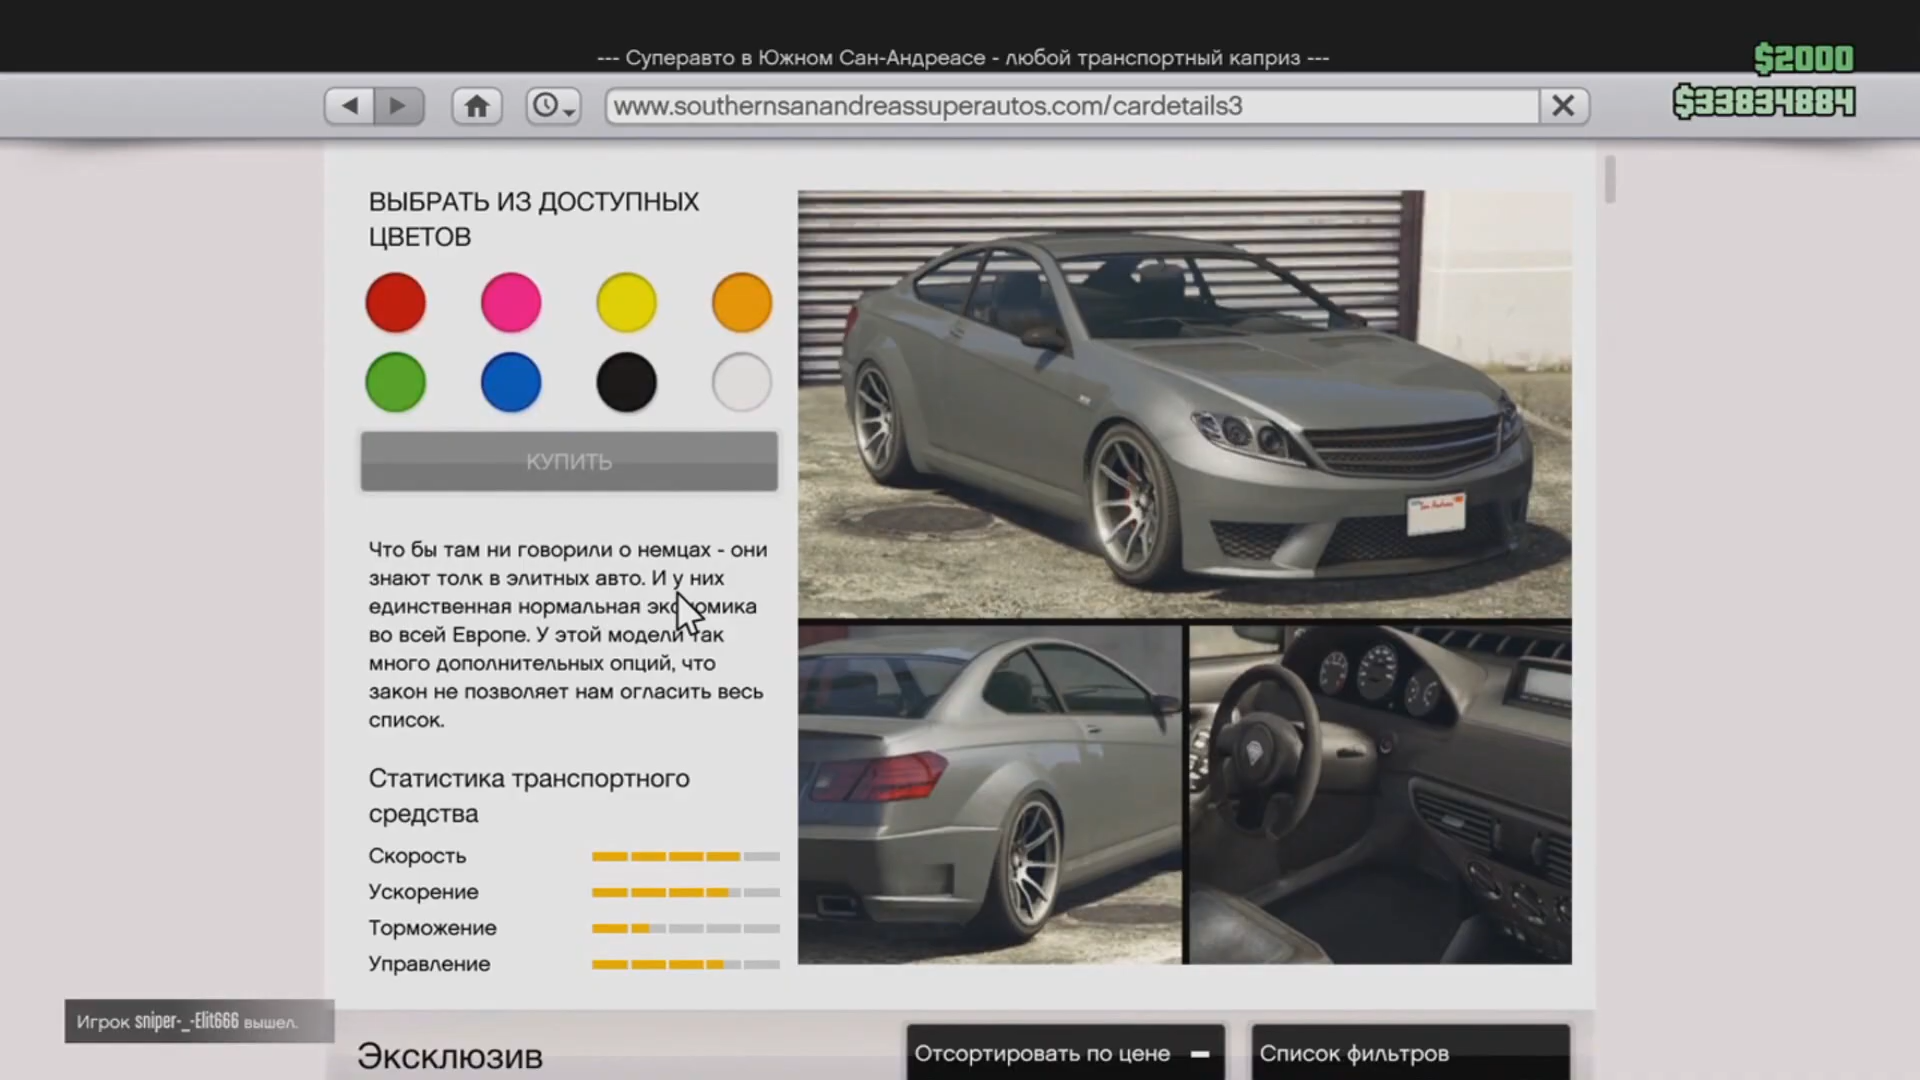 --- Суперавто в Южном Сан-Андреасе - любой транспортный каприз ---
$2000
$33834884
www.southernsanandreassuperautos.com/cardetails3
ВЫБРАТЬ ИЗ ДОСТУПНЫХ
ЦВЕТОВ
КУПИТЬ
Что бы там ни говорили о немцах - они
знают толк в элитных авто. И у них
единственная нормальная экономика
во всей Европе. У этой модели так
много дополнительных опций, что
закон не позволяет нам огласить весь
список.
Статистика транспортного
средства
Скорость
Ускорение
Торможение
Управление
Игрок sniper-_-Elit666 вышел.
Эксклюзив
Отсортировать по цене
Список фильтров